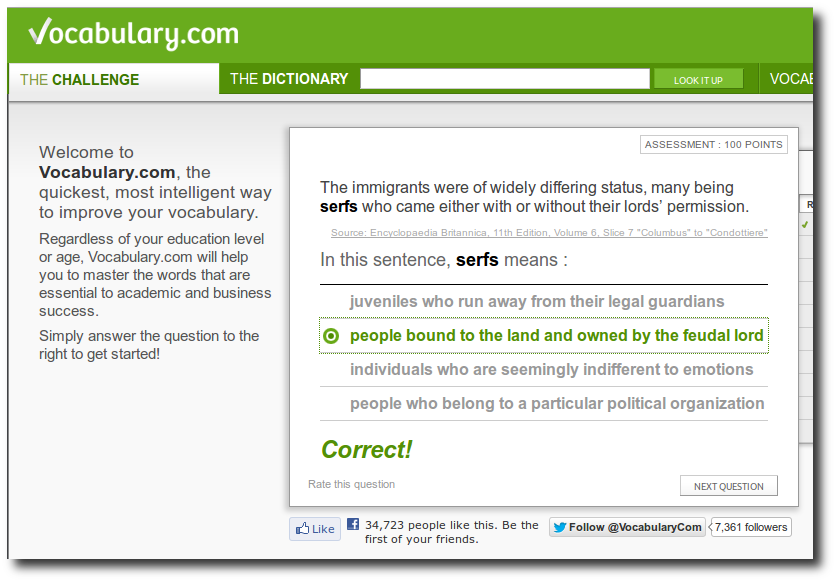 Vocabulary.com
THE CHALLENGE
THE DICTIONARY
LOOK IT UP
VOCAB
Welcome to
Vocabulary.com, the
quickest, most intelligent way
to improve your vocabulary.
Regardless of your education level
or age, Vocabulary.com will help
you to master the words that are
essential to academic and business
success.
Simply answer the question to the
right to get started!
ASSESSMENT : 100 POINTS
The immigrants were of widely differing status, many being
serfs who came either with or without their lords’ permission.
Source: Encyclopaedia Britannica, 11th Edition, Volume 6, Slice 7 "Columbus" to "Condottiere"
In this sentence, serfs means :
juveniles who run away from their legal guardians
people bound to the land and owned by the feudal lord
individuals who are seemingly indifferent to emotions
people who belong to a particular political organization
Correct!
Rate this question
NEXT QUESTION
R
Like
34,723 people like this. Be the
first of your friends.
Follow @VocabularyCom
7,361 followers